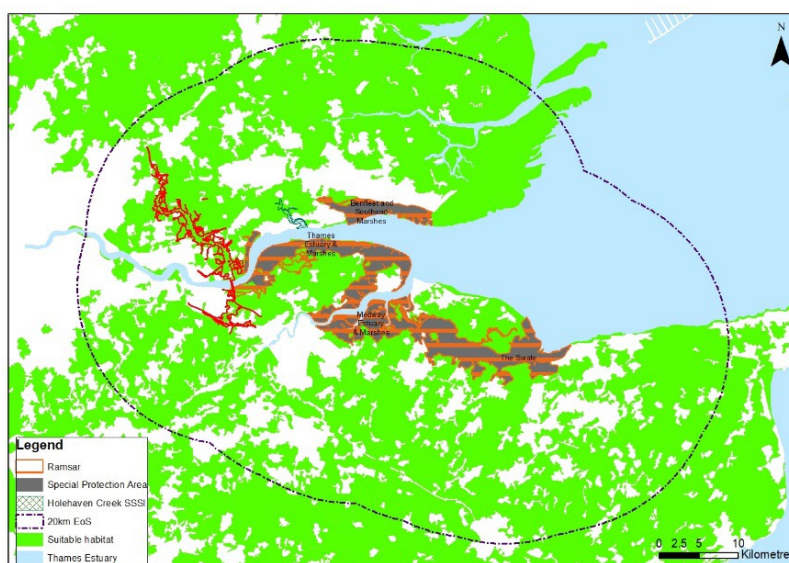 N
Benfleet and
Southend
Marshes
Thames
Estuary &
Marshes
Medway
Estuary
& Marshes
The Swale
Legend
Ramsar
Special Protection Area
Holehaven Creek SSSI
20km EoS
Suitable habitat
Thames Estuary
0 2.5 5 10
Kilometre